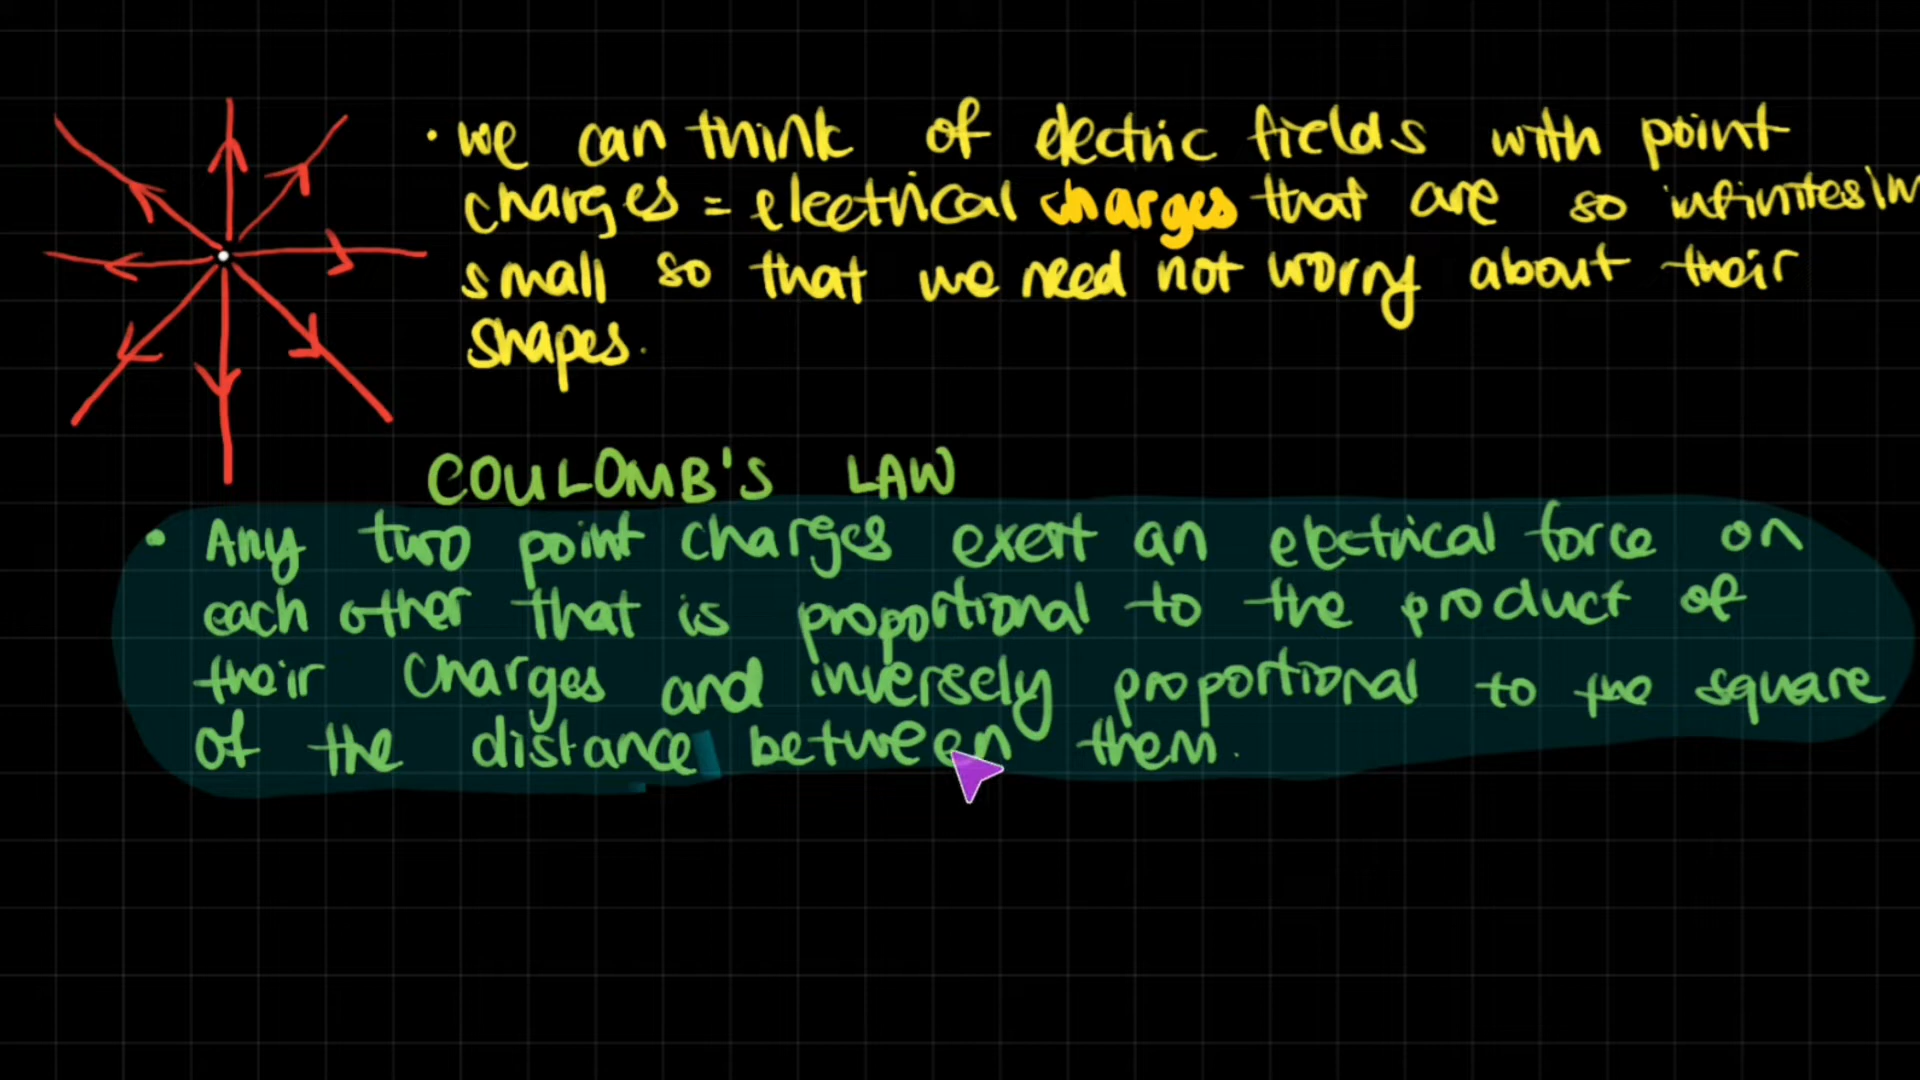 • we can think of electric fields with point
charges = electrical charges that are so infinitesim
small so that we need not worry about their
shapes.
COULOMB'S LAW
• Any two point charges exert an electrical force on
each other that is proportional to the product of
their charges and inversely proportional to the square
of the distance between them.